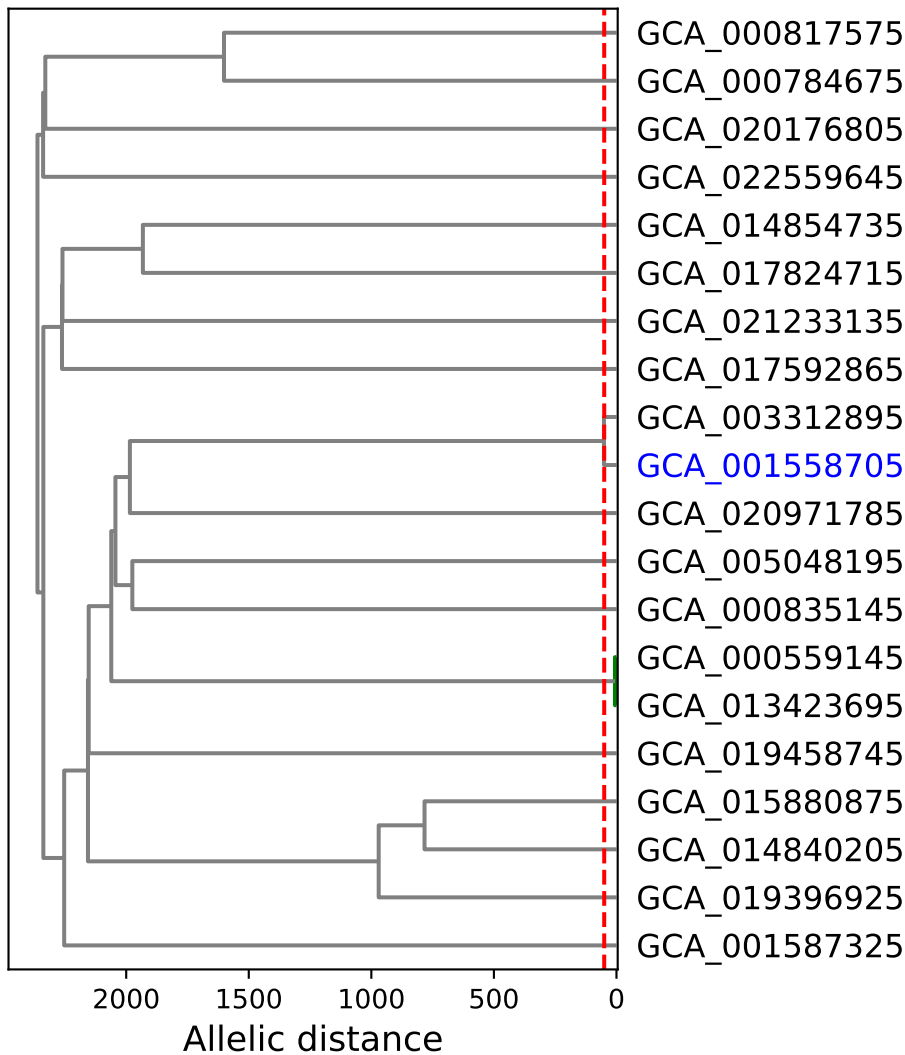 GCA_000817575
GCA_000784675
GCA_020176805
GCA_022559645
GCA_014854735
GCA_017824715
GCA_021233135
GCA_017592865
GCA_003312895
GCA_001558705
GCA_020971785
GCA_005048195
GCA_000835145
GCA_000559145
GCA_013423695
GCA_019458745
GCA_015880875
GCA_014840205
GCA_019396925
GCA_001587325
2000 1500 1000 500 0
Allelic distance